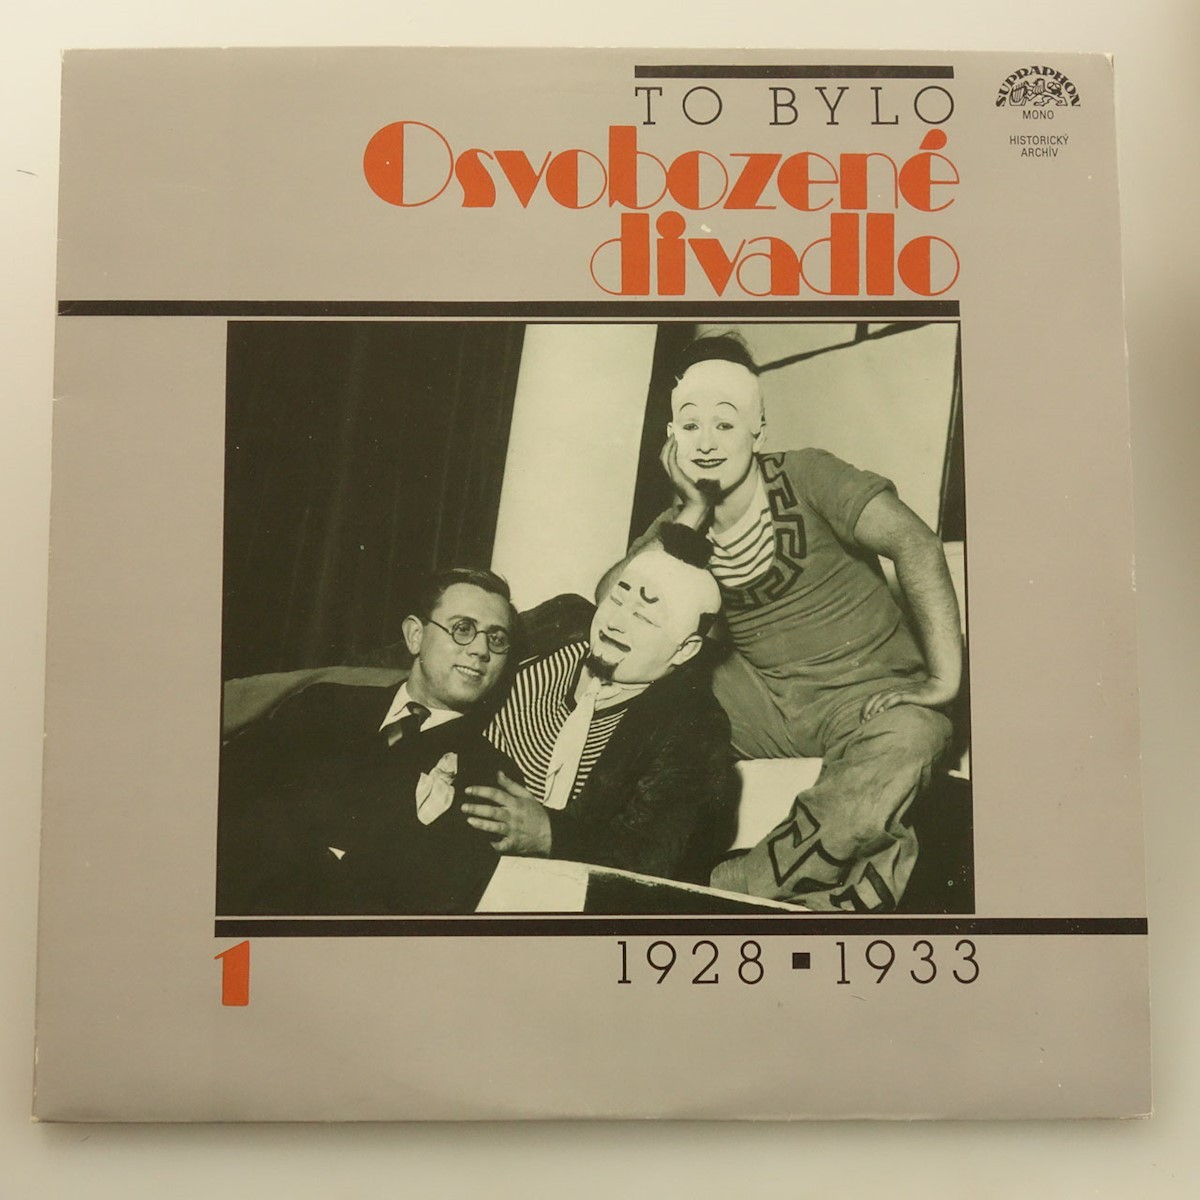 TO BYLO
Osvobozené
divadlo
SUPRAPHON
MONO
HISTORICKÝ
ARCHÍV
1
1928 ▪ 1933